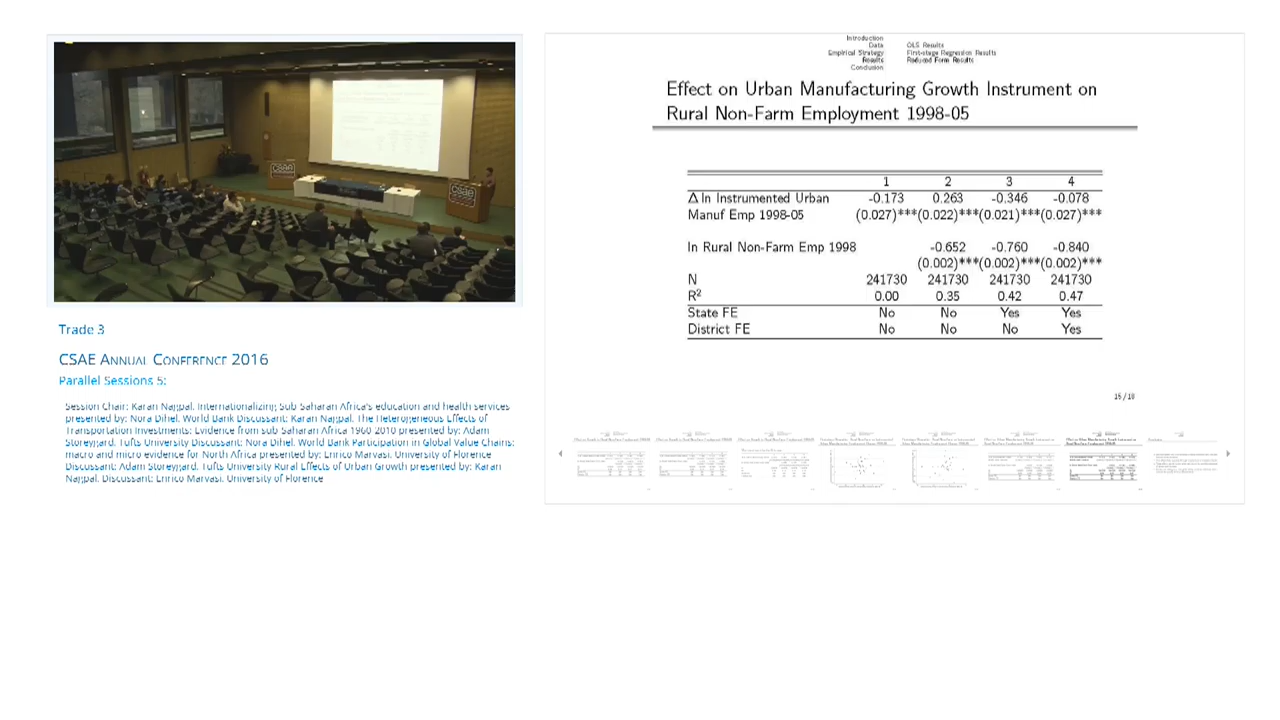 CSAE
CSAE
Trade 3
CSAE ANNUAL CONFERENCE 2016
Parallel Sessions 5:
Session Chair: Karan Nagpal. Internationalizing Sub Saharan Africa's education and health services
presented by: Nora Dihel. World Bank Discussant: Karan Nagpal. The Heterogeneous Effects of
Transportation Investments: Evidence from sub Saharan Africa 1960 2010 presented by: Adam
Storeygard. Tufts University Discussant: Nora Dihel. World Bank Participation in Global Value Chains:
macro and micro evidence for North Africa presented by: Enrico Marvasi. University of Florence
Discussant: Adam Storeygard. Tufts University Rural Effects of Urban Growth presented by: Karan
Nagpal. Discussant: Enrico Marvasi. University of Florence
Introduction
Data
Empirical Strategy
Results
Conclusion
OLS Results
First-stage Regression Results
Reduced Form Results
Effect on Urban Manufacturing Growth Instrument on
Rural Non-Farm Employment 1998-05
1 2 3 4
Δ ln Instrumented Urban -0.173 0.263 -0.346 -0.078
Manuf Emp 1998-05 (0.027)*** (0.022)*** (0.021)*** (0.027)***
ln Rural Non-Farm Emp 1998 -0.652 -0.760 -0.840
(0.002)*** (0.002)*** (0.002)***
N 241730 241730 241730 241730
R² 0.00 0.35 0.42 0.47
State FE No No Yes Yes
District FE No No No Yes